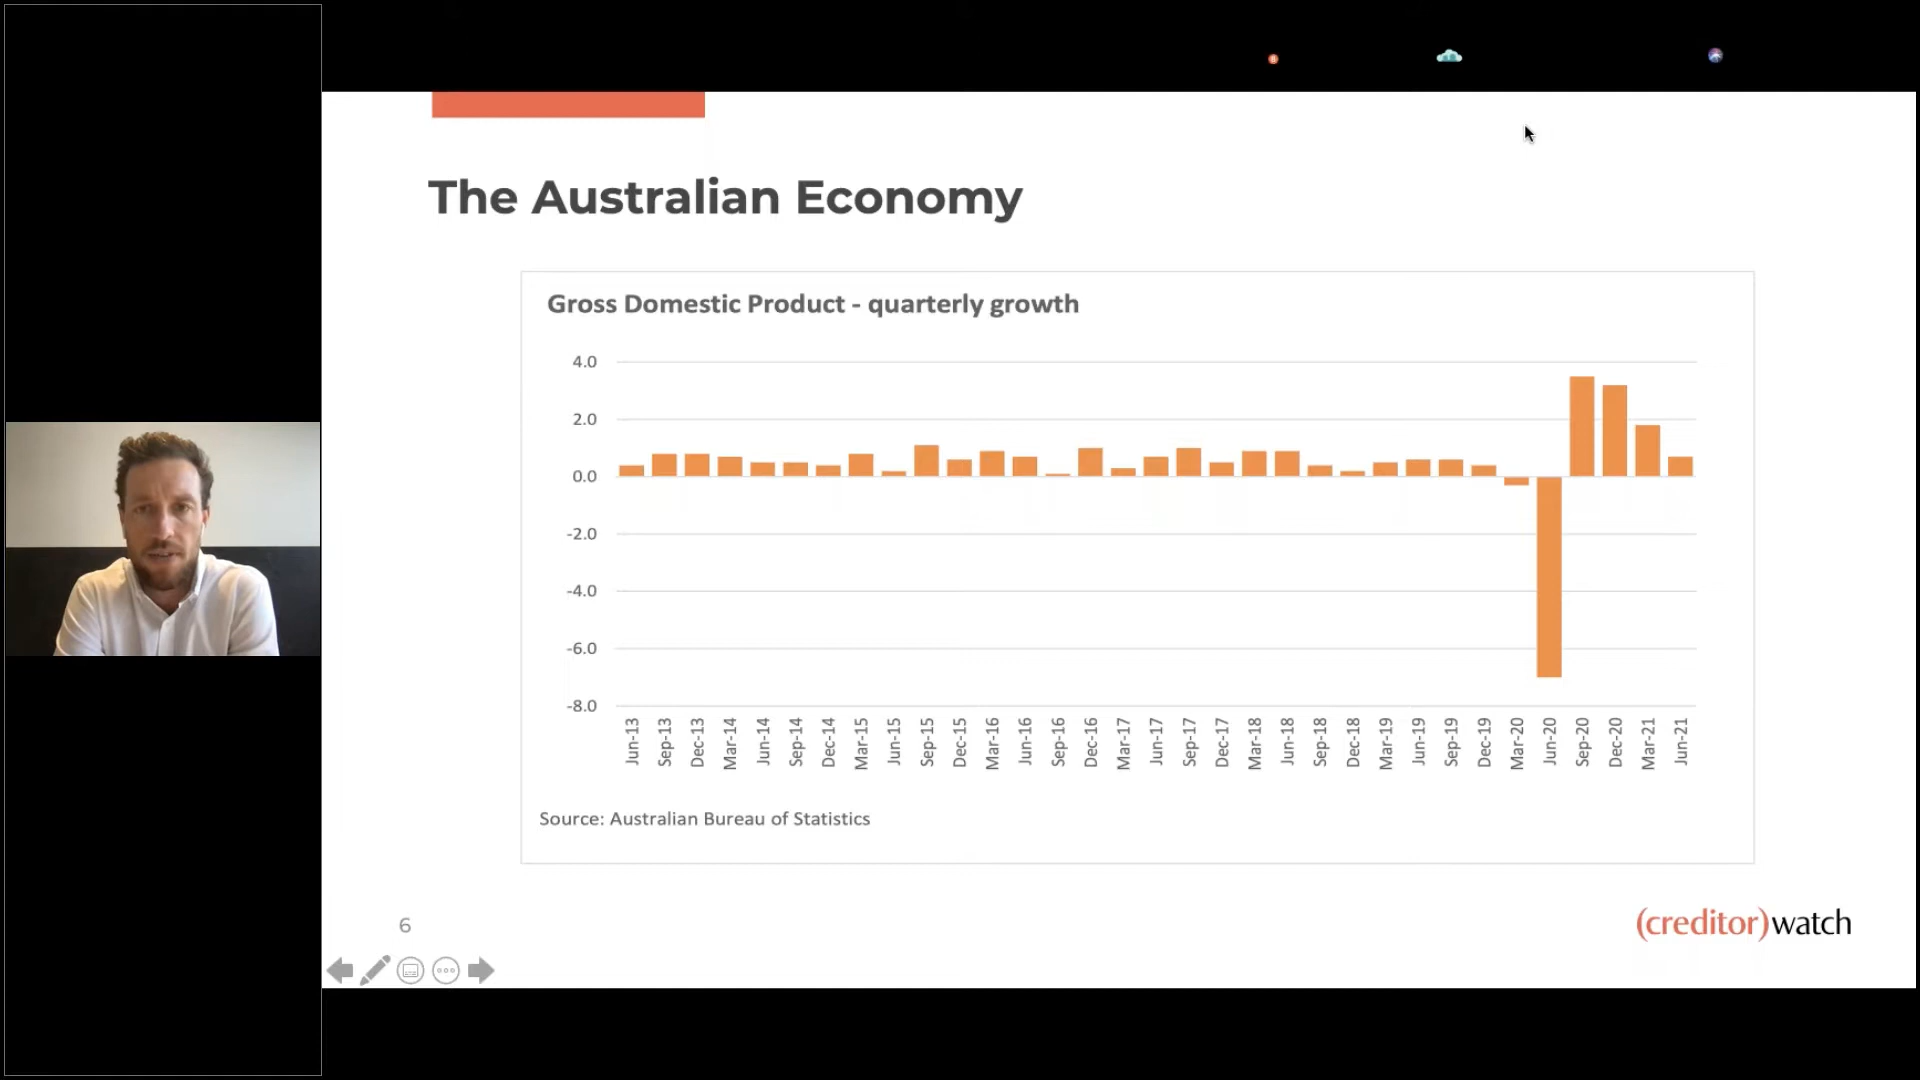 The Australian Economy
Gross Domestic Product - quarterly growth
4.0
2.0
0.0
-2.0
-4.0
-6.0
-8.0
Jun-13
Sep-13
Dec-13
Mar-14
Jun-14
Sep-14
Dec-14
Mar-15
Jun-15
Sep-15
Dec-15
Mar-16
Jun-16
Sep-16
Dec-16
Mar-17
Jun-17
Sep-17
Dec-17
Mar-18
Jun-18
Sep-18
Dec-18
Mar-19
Jun-19
Sep-19
Dec-19
Mar-20
Jun-20
Sep-20
Dec-20
Mar-21
Jun-21
Source: Australian Bureau of Statistics
6
(creditor)watch